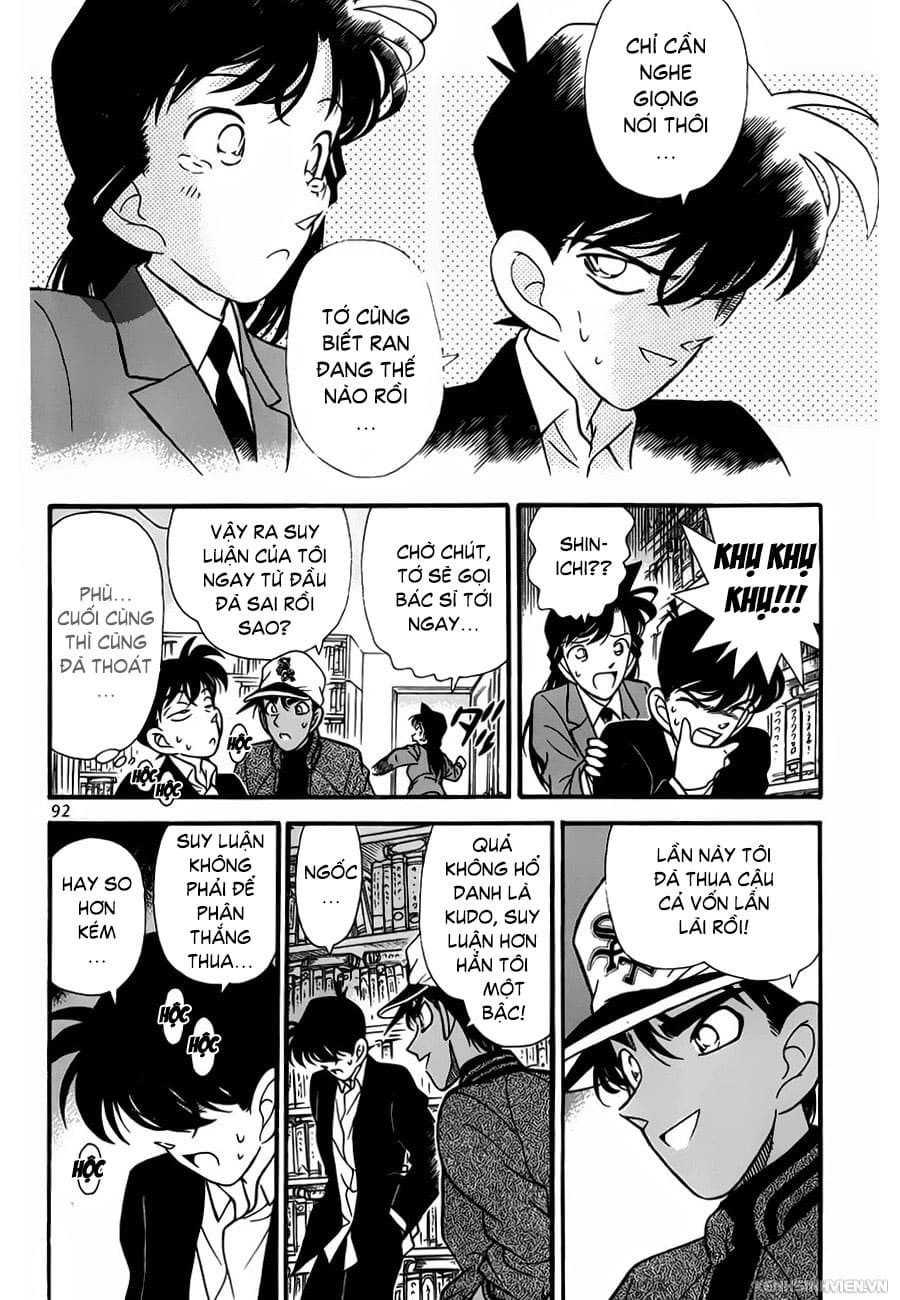 CHỈ CẦN
NGHE
GIỌNG
NÓI THÔI
...
TỚ CŨNG
BIẾT RAN
ĐANG THẾ
NÀO RỒI
...
KHỤ KHỤ
KHỤ!!!
SHIN-
ICHI??
CHỜ CHÚT,
TỚ SẼ GỌI
BÁC SĨ TỚI
NGAY...
VẬY RA SUY
LUẬN CỦA TÔI
NGAY TỪ ĐẦU
ĐÃ SAI RỒI
SAO?
PHÙ...
CUỐI CÙNG
THÌ CŨNG
ĐÃ THOÁT
...
HỘC
HỘC
HỘC
92
LẦN NÀY TÔI
ĐÃ THUA CẬU
CẢ VỐN LẪN
LÃI RỒI!
QUẢ
KHÔNG HỔ
DANH LÀ
KUDO, SUY
LUẬN HƠN
HẲN TÔI
MỘT
BẬC!
NGỐC
...
SUY LUẬN
KHÔNG
PHẢI ĐỂ
PHÂN
THẮNG
THUA...
HAY SO
HƠN
KÉM
...
HỘC
HỘC
HỘC
KENHSINHVIEN.VN